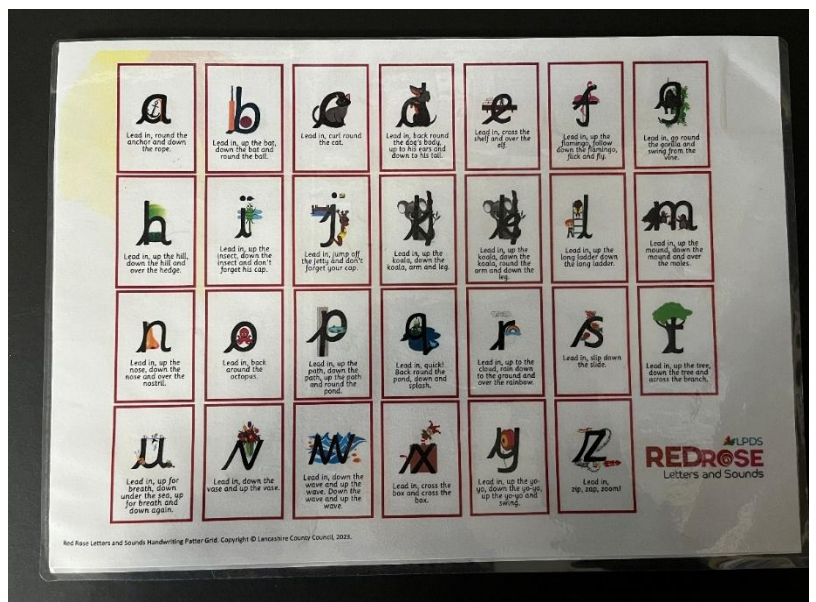 a
Lead in, round the
anchor and down
the rope.
b
Lead in, up the bat,
down the bat and
round the ball.
c
Lead in, curl round
the cat.
d
Lead in, back round
the dog's body,
up to his ears and
down to his tail.
e
Lead in, cross the
shelf and over the
elf.
f
Lead in, up the
flamingo, follow
down the flamingo,
flick and fly.
g
Lead in, go round
the gorilla and
swing from the
vine.
h
Lead in, up the hill,
down the hill and
over the hedge.
i
Lead in, up the
insect, down the
insect and don't
forget his cap.
j
Lead in, jump off
the jetty and don't
forget your cap.
k
Lead in, up the
koala, down the
koala, arm and leg.
k
Lead in, up the
koala, down the
koala, round the
arm and down the
leg.
l
Lead in, up the
long ladder down
the long ladder.
m
Lead in, up the
mound, down the
mound and over
the moles.
n
Lead in, up the
nose, down the
nose and over the
nostril.
o
Lead in, back
around the
octopus.
p
Lead in, up the
path, down the
path, up the path
and round the
pond.
q
Lead in, quick!
Back round the
pond, down and
splash.
r
Lead in, up to the
cloud, rain down
to the ground and
over the rainbow.
s
Lead in, slip down
the slide.
t
Lead in, up the tree,
down the tree and
across the branch.
u
Lead in, up for
breath, down
under the sea, up
for breath and
down again.
v
Lead in, down the
vase and up the vase.
w
Lead in, down the
wave and up the
wave. Down the
wave and up the
wave.
x
Lead in, cross the
box and cross the
box.
y
Lead in, up the yo-
yo, down the yo-yo,
up the yo-yo and
swing.
z
Lead in,
zip, zap, zoom!
LPDS
REDROSE
Letters and Sounds
Red Rose Letters and Sounds Handwriting Patter Grid. Copyright © Lancashire County Council, 2023.